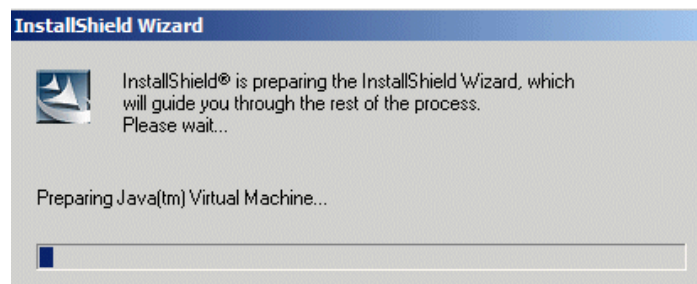 InstallShield Wizard
InstallShield® is preparing the InstallShield Wizard, which
will guide you through the rest of the process.
Please wait...
Preparing Java(tm) Virtual Machine...